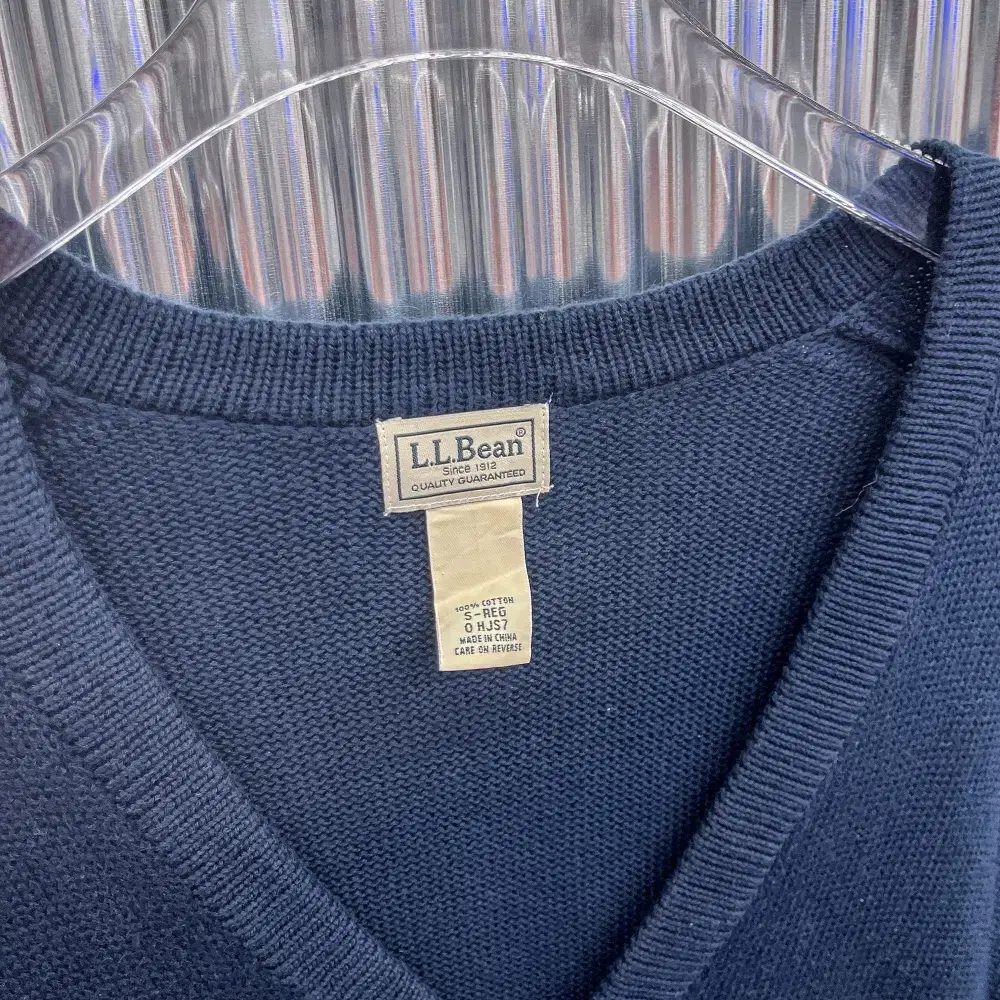 L.L.Bean®
Since 1912
QUALITY GUARANTEED
100% COTTON
S-REG
0 HJS7
MADE IN CHINA
CARE ON REVERSE